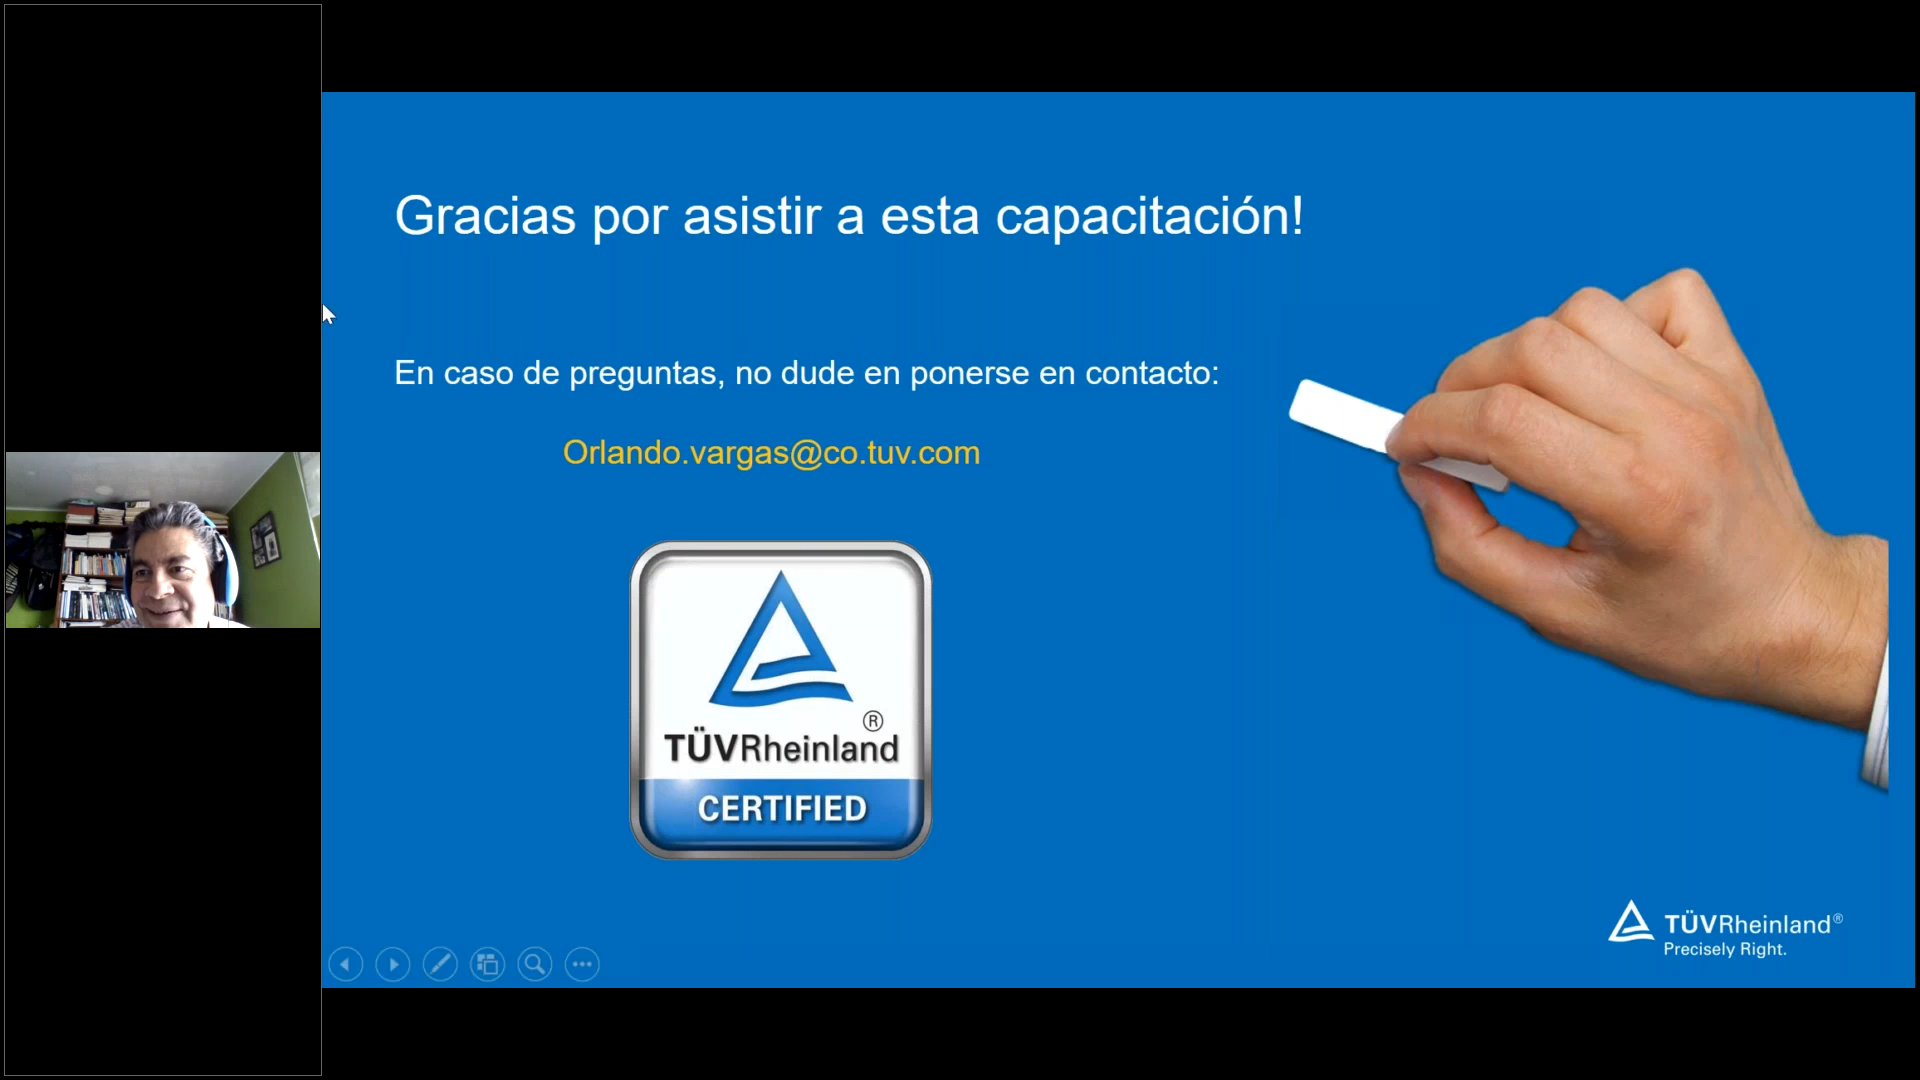 Gracias por asistir a esta capacitación!
En caso de preguntas, no dude en ponerse en contacto:
Orlando.vargas@co.tuv.com
®
TÜVRheinland
CERTIFIED
TÜVRheinland®
Precisely Right.